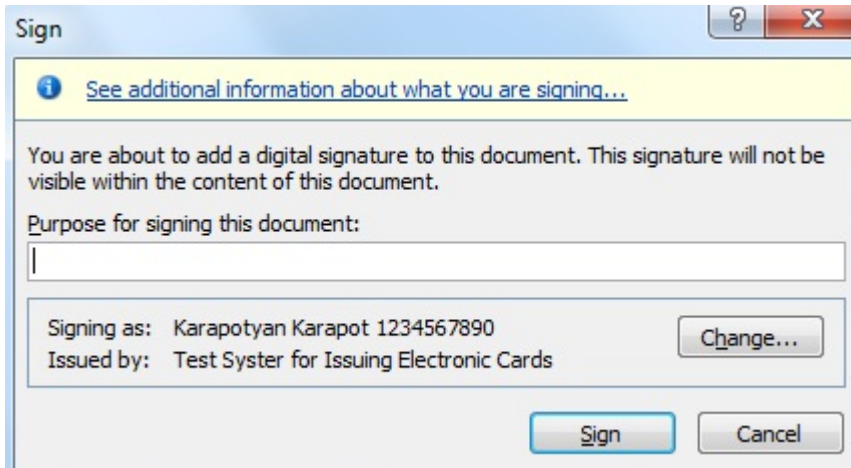 Sign
?
See additional information about what you are signing...
You are about to add a digital signature to this document. This signature will not be
visible within the content of this document.
Purpose for signing this document:
Signing as: Karapotyan Karapot 1234567890
Change...
Issued by: Test Syster for Issuing Electronic Cards
Sign Cancel